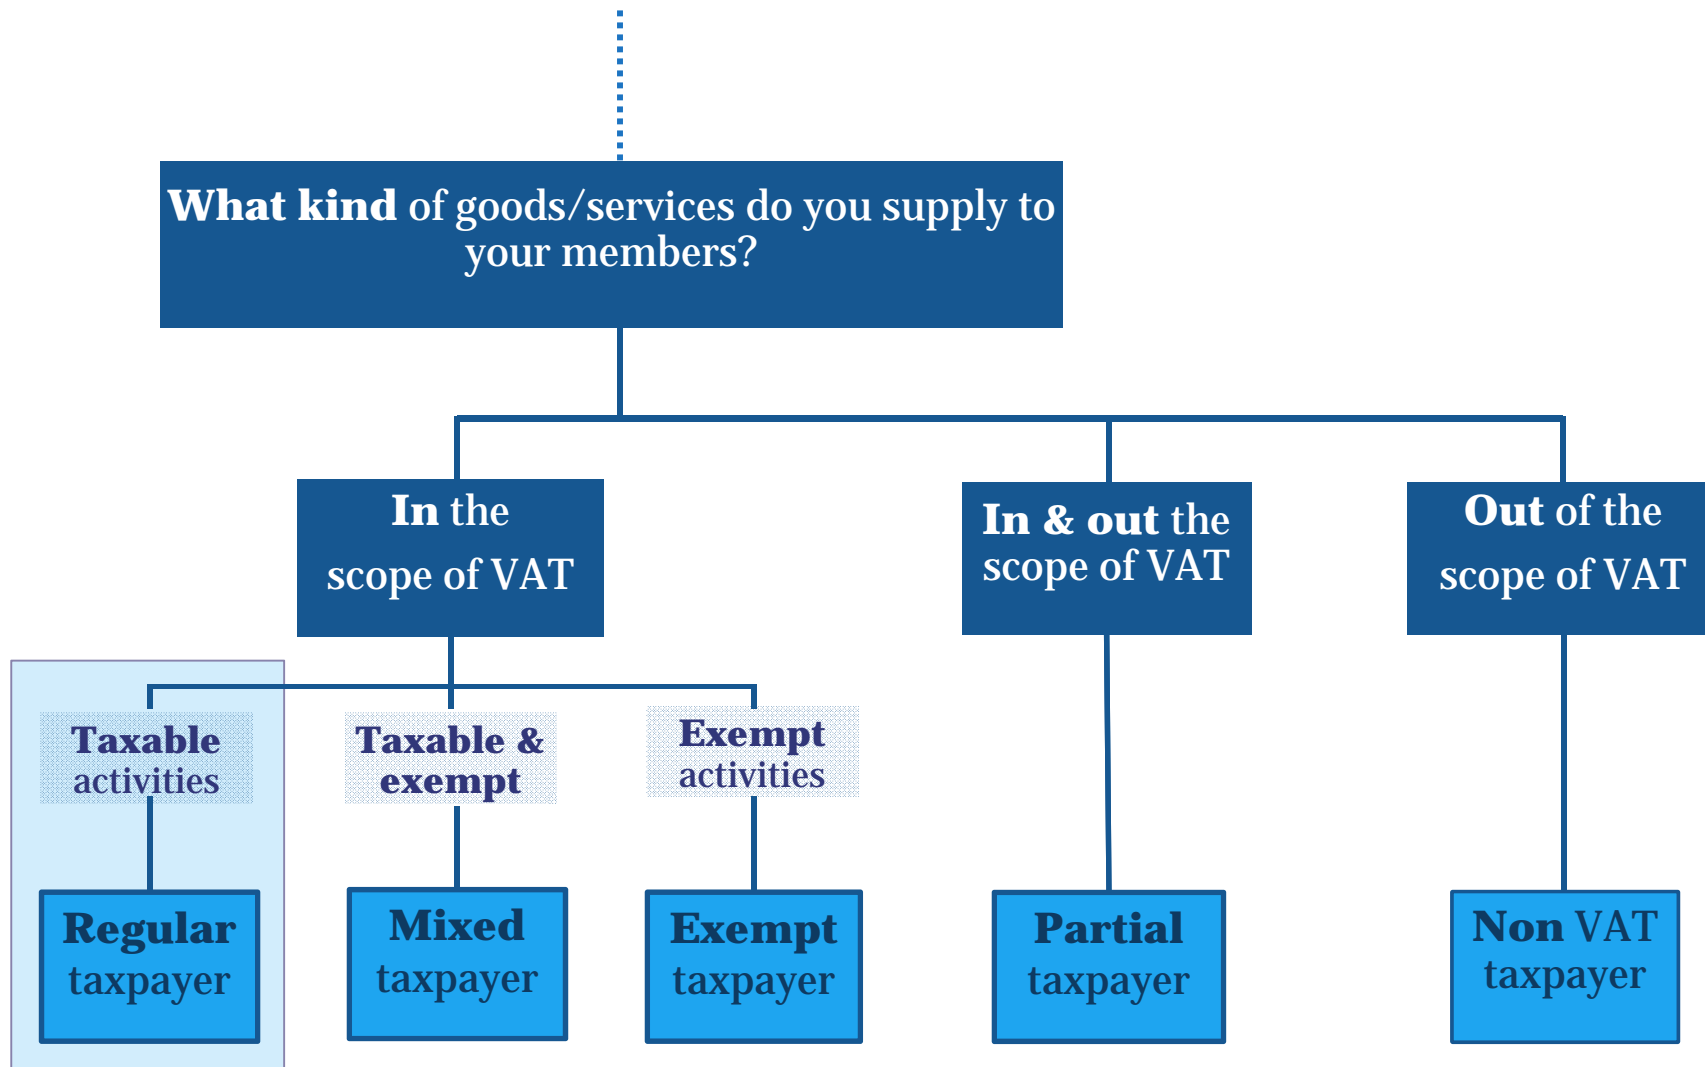 What kind of goods/services do you supply to
your members?
In the
scope of VAT
In & out the
scope of VAT
Out of the
scope of VAT
Taxable
activities
Taxable &
exempt
Exempt
activities
Regular
taxpayer
Mixed
taxpayer
Exempt
taxpayer
Partial
taxpayer
Non VAT
taxpayer